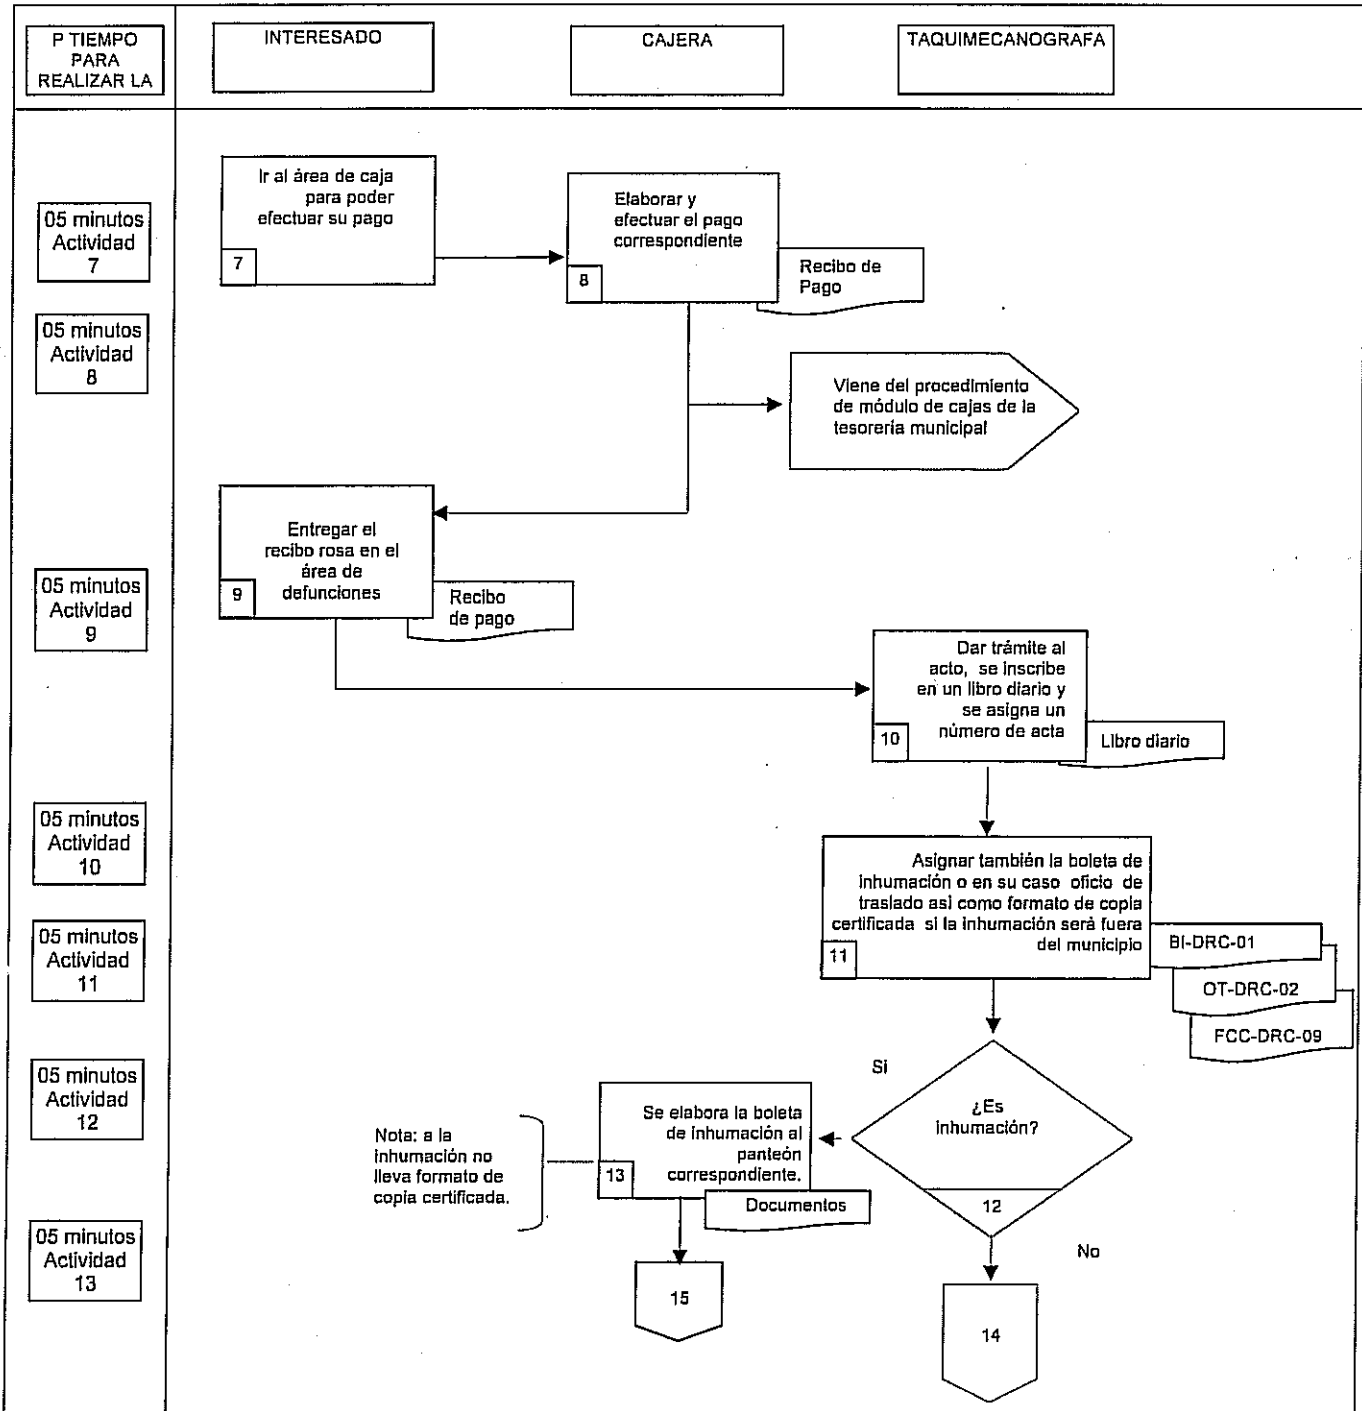 P TIEMPO
PARA
REALIZAR LA
INTERESADO
CAJERA
TAQUIMECANOGRAFA
05 minutos
Actividad
7
Ir al área de caja
para poder
efectuar su pago
7
Elaborar y
efectuar el pago
correspondiente
8
Recibo de
Pago
05 minutos
Actividad
8
Viene del procedimiento
de módulo de cajas de la
tesorería municipal
05 minutos
Actividad
9
Entregar el
recibo rosa en el
área de
defunciones
9
Recibo
de pago
Dar trámite al
acto, se inscribe
en un libro diario y
se asigna un
número de acta
10
Libro diario
05 minutos
Actividad
10
Asignar también la boleta de
inhumación o en su caso oficio de
traslado asi como formato de copia
certificada si la inhumación será fuera
del municipio
11
BI-DRC-01
OT-DRC-02
FCC-DRC-09
05 minutos
Actividad
11
05 minutos
Actividad
12
Si
¿Es
inhumación?
12
No
Se elabora la boleta
de inhumación al
panteón
correspondiente.
13
Documentos
Nota: a la
inhumación no
lleva formato de
copia certificada.
05 minutos
Actividad
13
15
14